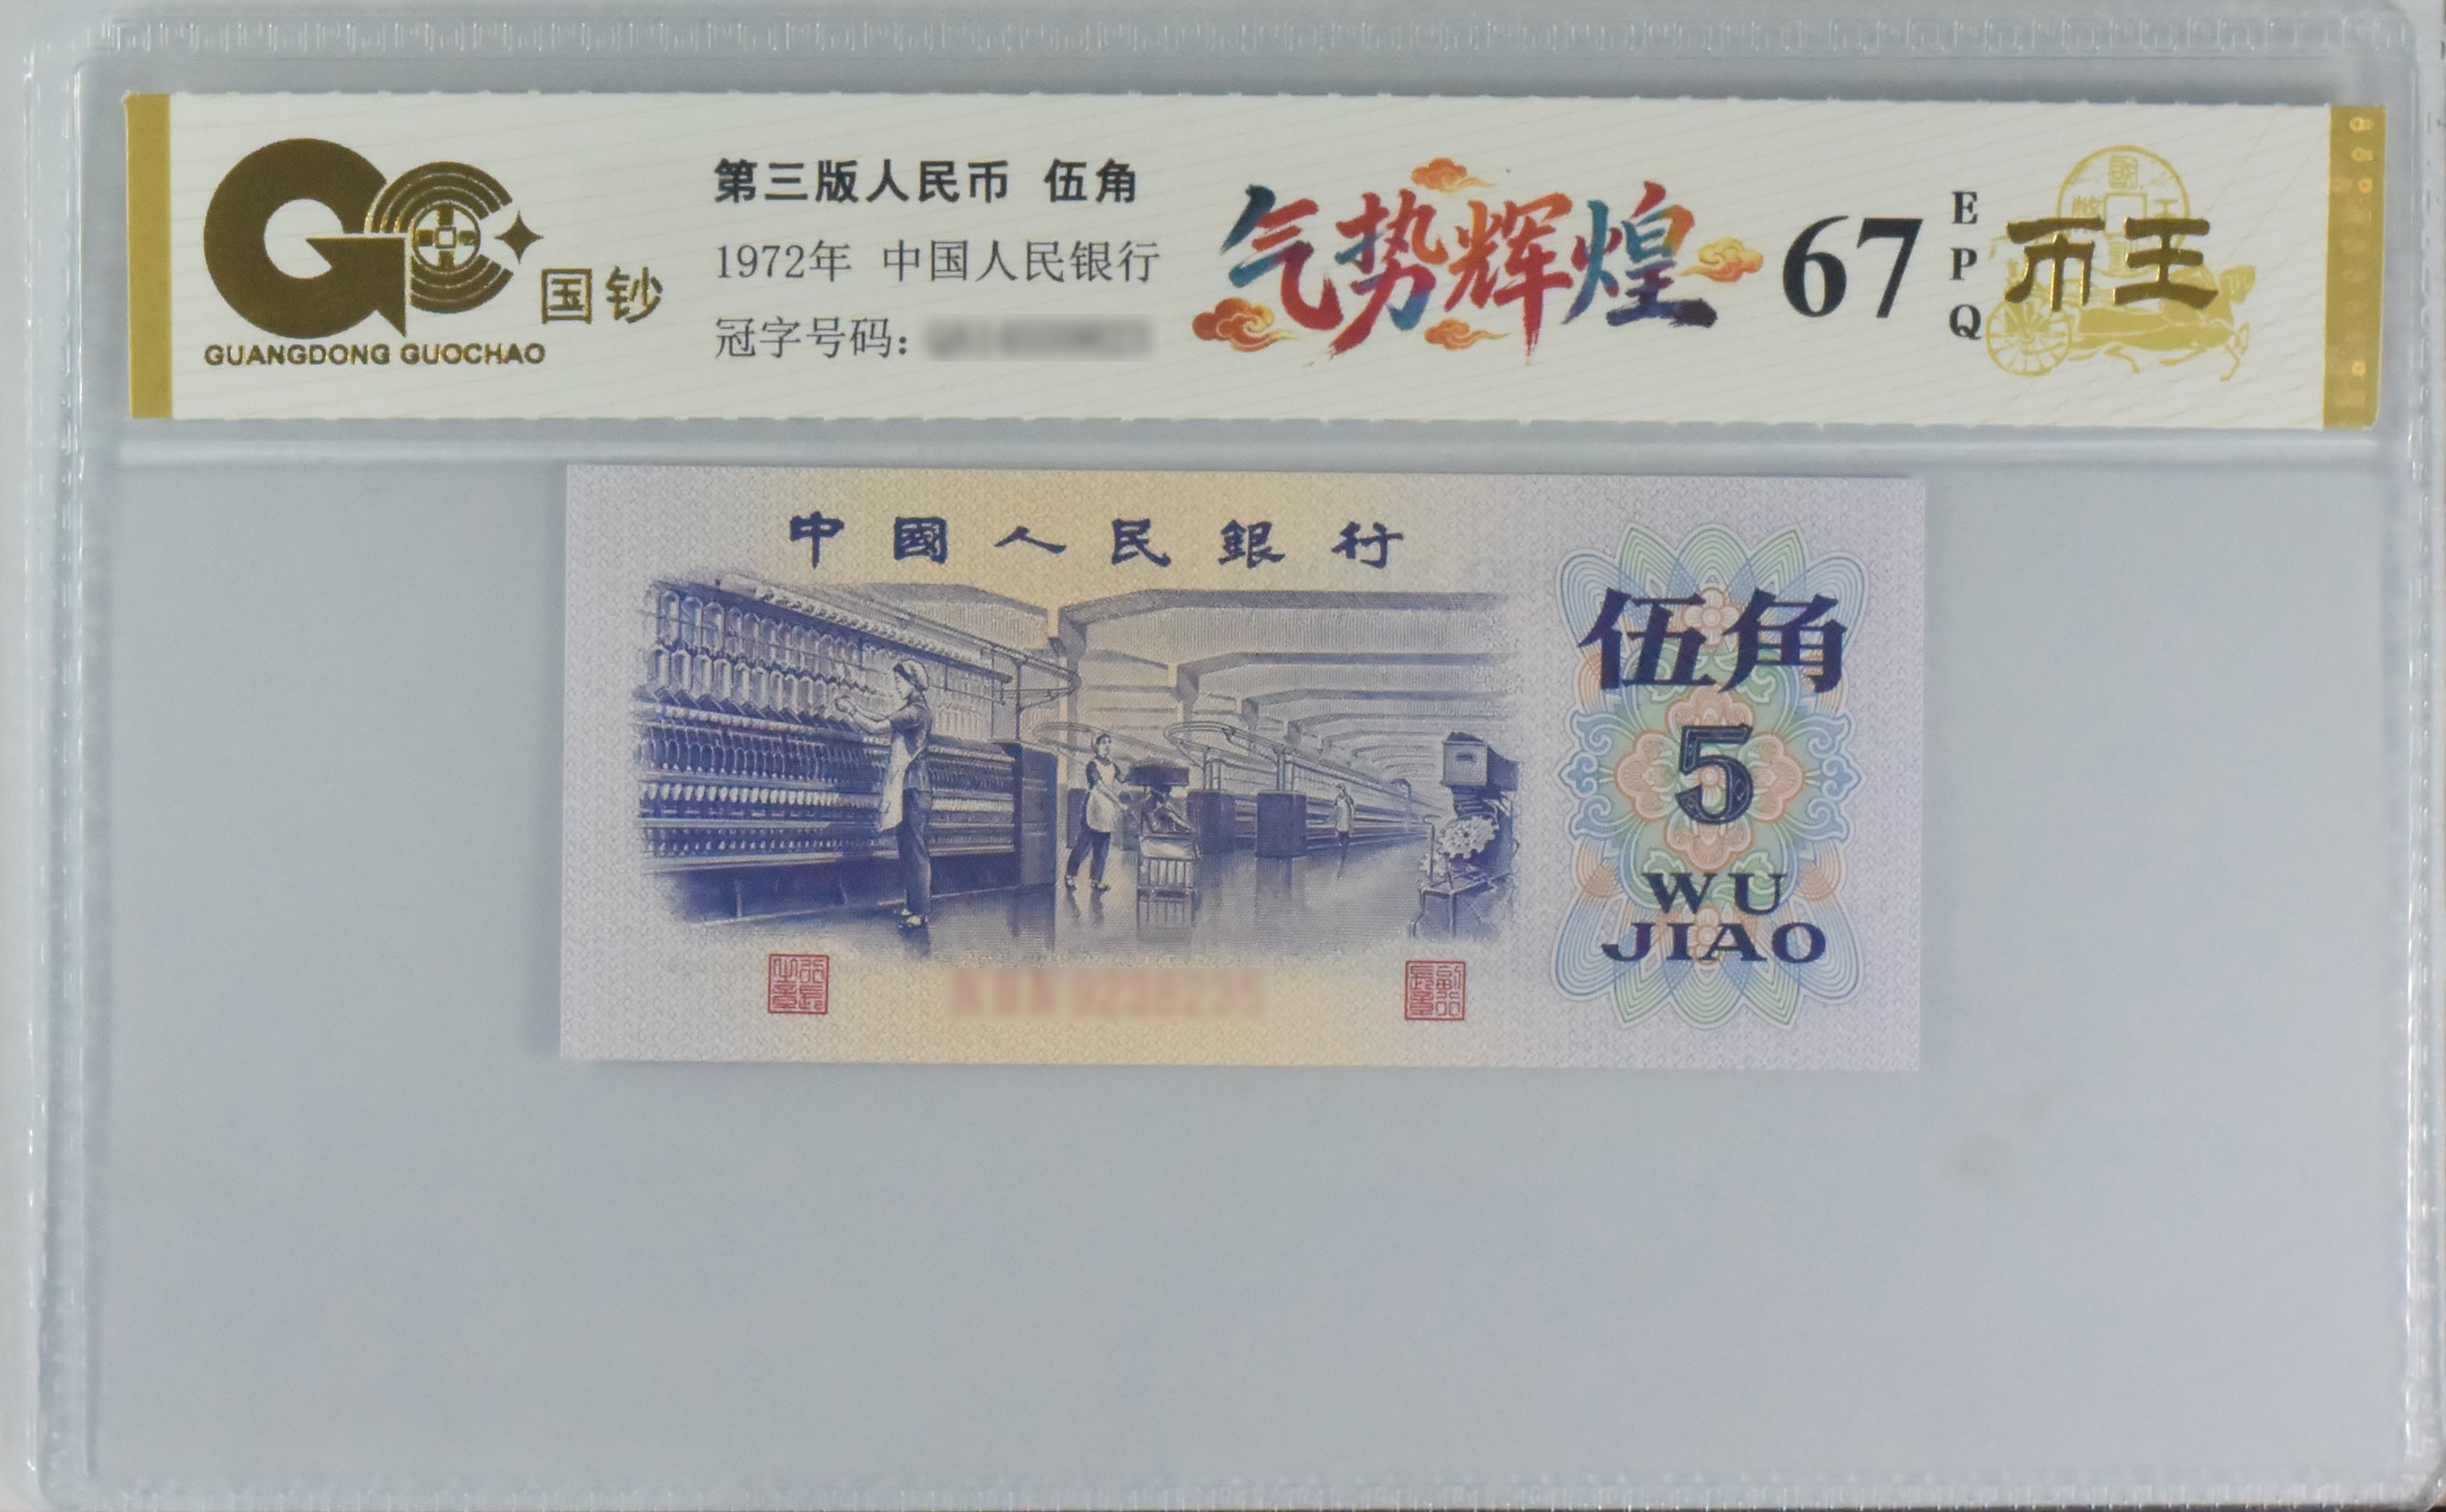 国钞
GUANGDONG GUOCHAO
第三版人民币 伍角
1972年 中国人民银行
冠字号码：
气势辉煌
67
EPQ
币王
中國人民銀行
伍角
5
WU
JIAO